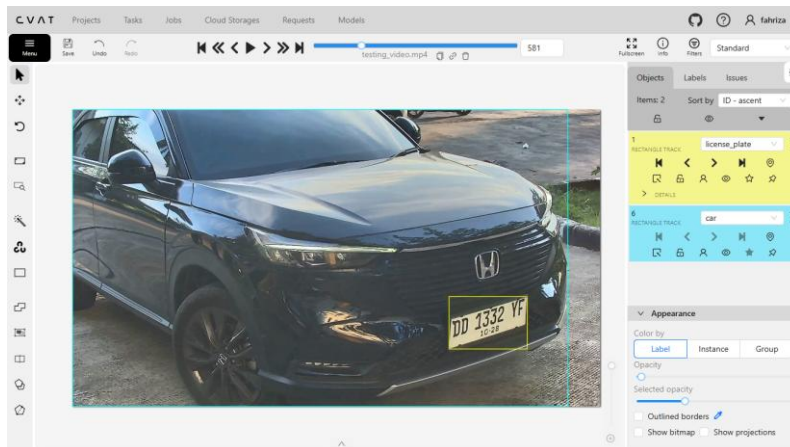 CVAT Projects Tasks Jobs Cloud Storages Requests Models fahriza
Menu Save Undo Redo testing_video.mp4 581 Fullscreen Info Filters Standard
Objects Labels Issues
Items: 2 Sort by ID - ascent
1 license_plate
RECTANGLE TRACK
DETAILS
6 car
RECTANGLE TRACK
DD 1332 YF
10·28
Appearance
Color by
Label Instance Group
Opacity
Selected opacity
Outlined borders
Show bitmap Show projections